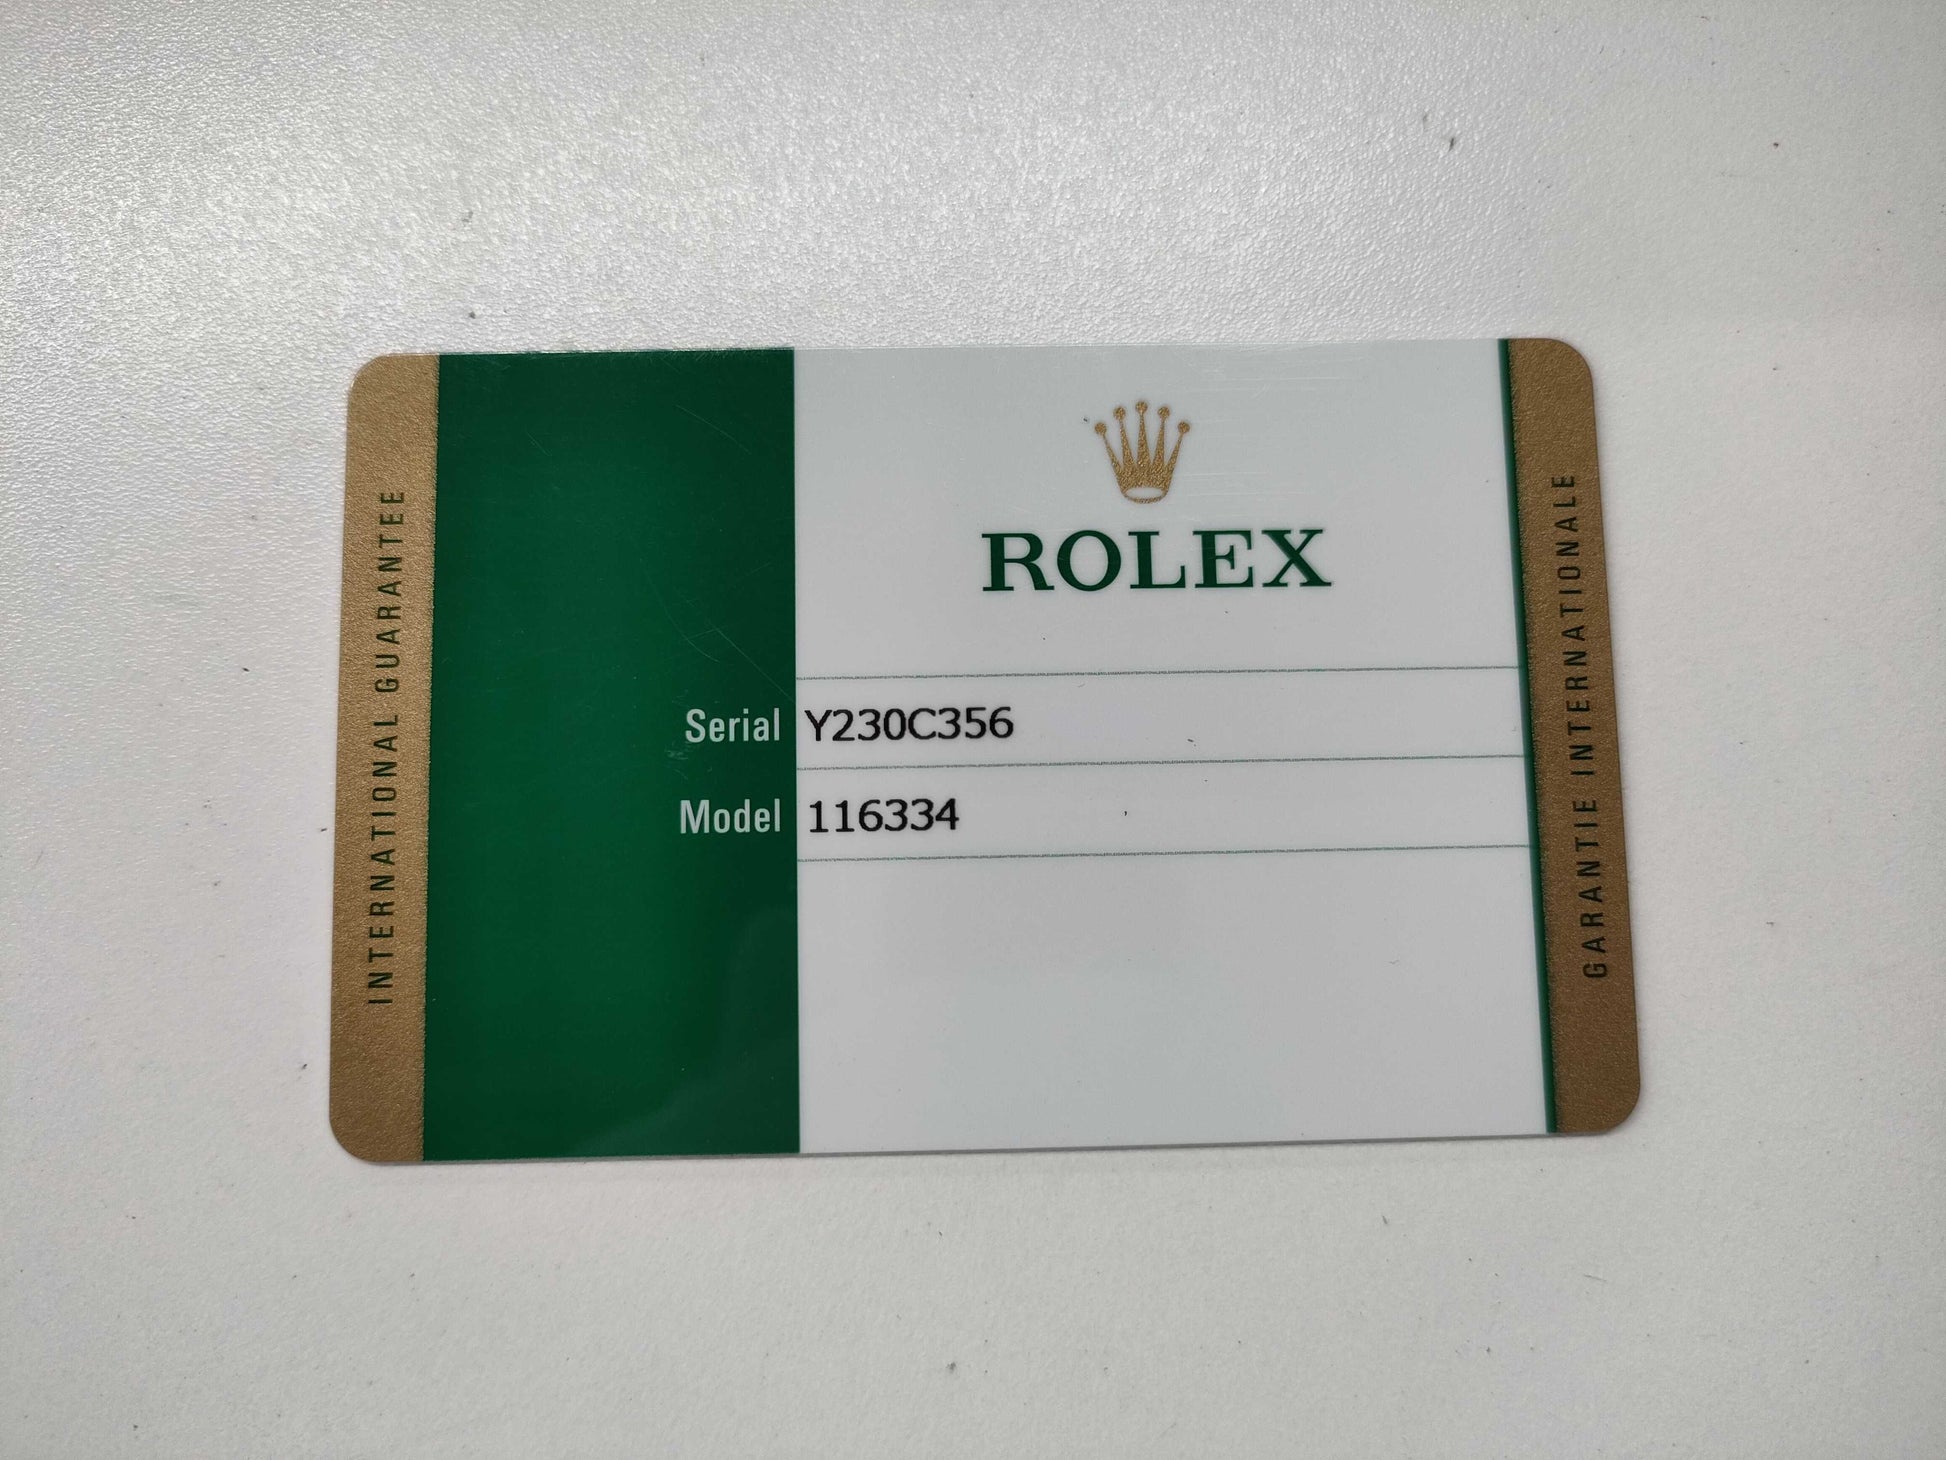 INTERNATIONAL GUARANTEE
ROLEX
Serial Y230C356
Model 116334
GARANTIE INTERNATIONALE